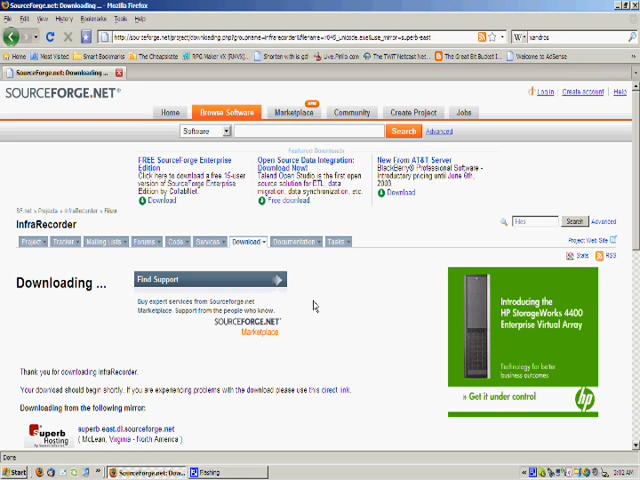 SourceForge.net: Downloading ... - Mozilla Firefox
File Edit View History Bookmarks Tools Help
Home Most Visited Smart Bookmarks The Cheapskate Shorten with is.gd! Live.Pirillo.com The TWiT Netcast Net... The Great Bit Bucket I... Welcome to AdSense
SourceForge.net: Downloading ...
SOURCEFORGE.NET®
Log in Create account Help
Home Browse Software Marketplace Community Create Project Jobs
Software Search Advanced
Featured Downloads
FREE SourceForge Enterprise
Edition
Click here to download a free 15-user
version of SourceForge Enterprise
Edition by CollabNet.
Download
Open Source Data Integration:
Download Now!
Talend Open Studio is the first
open source solution for ETL, data
migration, data synchronization, etc.
Free download
New From AT&T Server
BlackBerry® Professional Software -
Introductory pricing until June 6th,
2008
Download
SF.net » Projects » InfraRecorder » Files
InfraRecorder
Files Search Advanced
Project Tracker Mailing Lists Forums Code Services Download Documentation Tasks
Project Web Site
Stats RSS
Downloading ...
Find Support
Buy expert services from Sourceforge.net
Marketplace. Support from the people who know.
SOURCEFORGE.NET®
Marketplace
Introducing the
HP StorageWorks 4400
Enterprise Virtual Array
Technology for better
business outcomes
» Get it under control
hp
Thank you for downloading InfraRecorder.
Your download should begin shortly. If you are experiencing problems with the download please use this direct link.
Downloading from the following mirror:
Superb
Hosting
superb-east.dl.sourceforge.net
( McLean, Virginia - North America )
Done
Start SourceForge.net: Dow... Flashing 2:02 AM